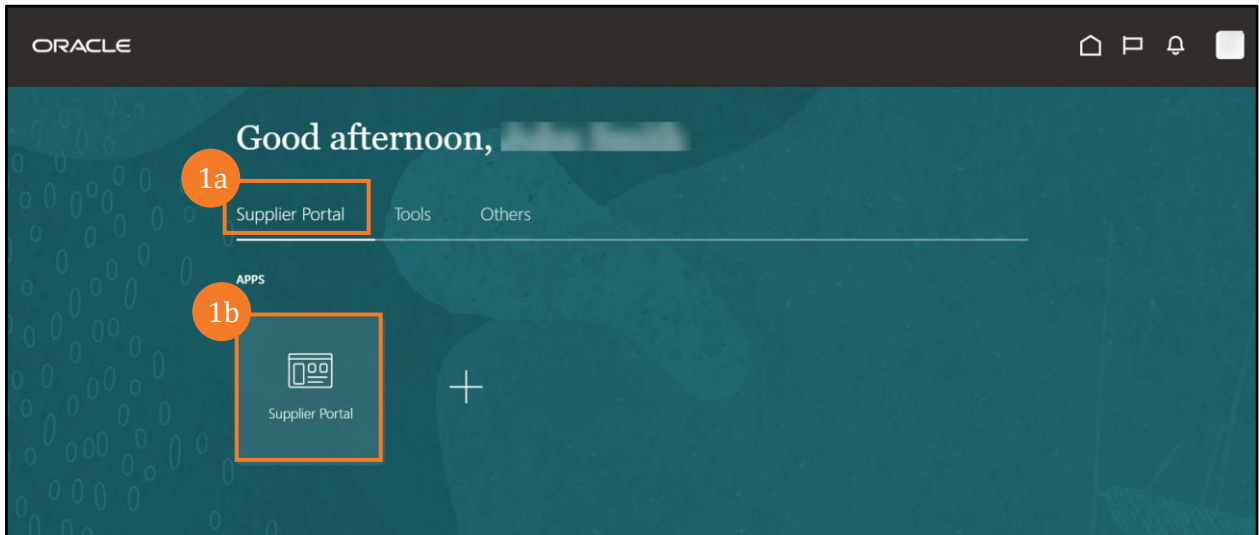 ORACLE
Good afternoon,
1a
Supplier Portal Tools Others
APPS
1b
Supplier Portal